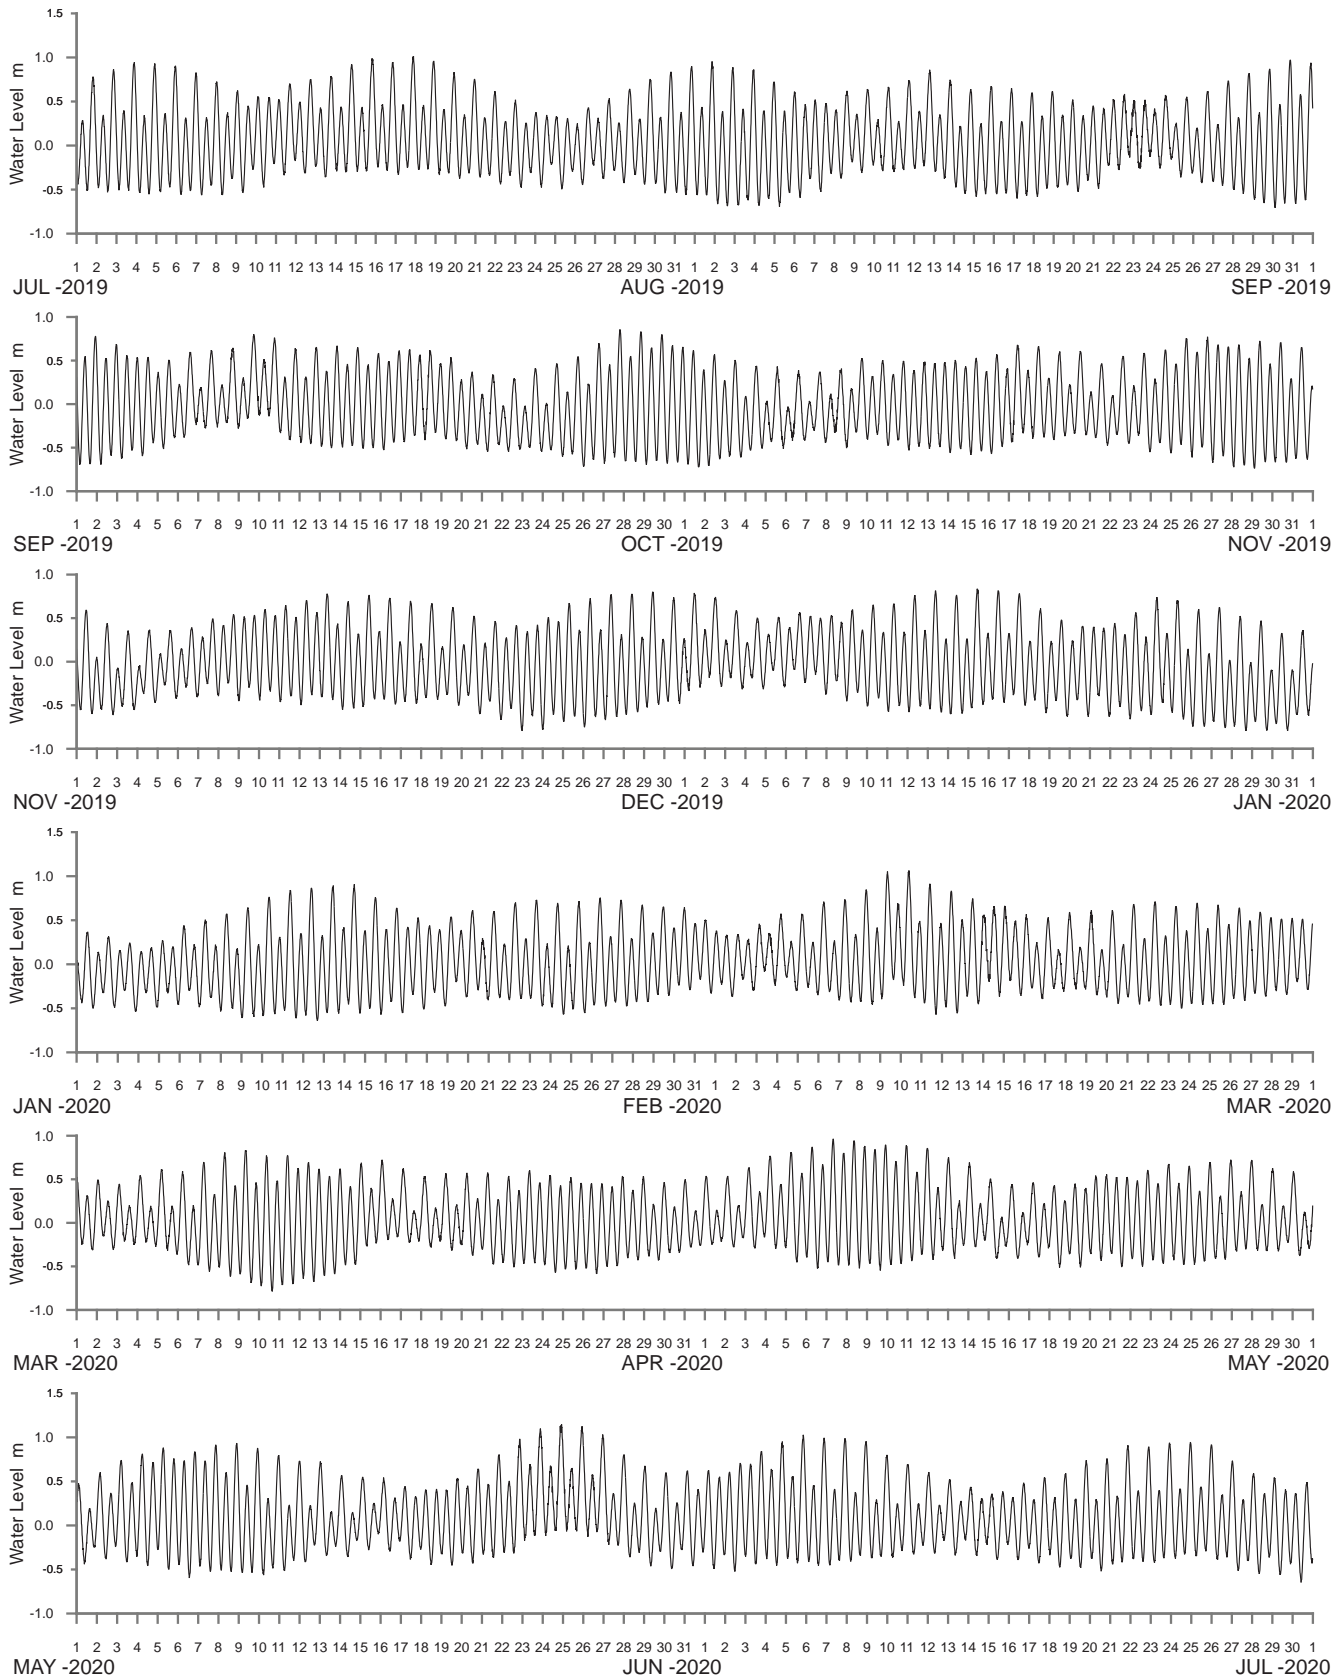 1.5
1.0
0.5
0.0
-0.5
-1.0
Water Level m
1 2 3 4 5 6 7 8 9 10 11 12 13 14 15 16 17 18 19 20 21 22 23 24 25 26 27 28 29 30 31 1 2 3 4 5 6 7 8 9 10 11 12 13 14 15 16 17 18 19 20 21 22 23 24 25 26 27 28 29 30 31 1
JUL -2019 AUG -2019 SEP -2019
1.0
0.5
0.0
-0.5
-1.0
Water Level m
1 2 3 4 5 6 7 8 9 10 11 12 13 14 15 16 17 18 19 20 21 22 23 24 25 26 27 28 29 30 1 2 3 4 5 6 7 8 9 10 11 12 13 14 15 16 17 18 19 20 21 22 23 24 25 26 27 28 29 30 31 1
SEP -2019 OCT -2019 NOV -2019
1.0
0.5
0.0
-0.5
-1.0
Water Level m
1 2 3 4 5 6 7 8 9 10 11 12 13 14 15 16 17 18 19 20 21 22 23 24 25 26 27 28 29 30 1 2 3 4 5 6 7 8 9 10 11 12 13 14 15 16 17 18 19 20 21 22 23 24 25 26 27 28 29 30 31 1
NOV -2019 DEC -2019 JAN -2020
1.5
1.0
0.5
0.0
-0.5
-1.0
Water Level m
1 2 3 4 5 6 7 8 9 10 11 12 13 14 15 16 17 18 19 20 21 22 23 24 25 26 27 28 29 30 31 1 2 3 4 5 6 7 8 9 10 11 12 13 14 15 16 17 18 19 20 21 22 23 24 25 26 27 28 29 1
JAN -2020 FEB -2020 MAR -2020
1.0
0.5
0.0
-0.5
-1.0
Water Level m
1 2 3 4 5 6 7 8 9 10 11 12 13 14 15 16 17 18 19 20 21 22 23 24 25 26 27 28 29 30 31 1 2 3 4 5 6 7 8 9 10 11 12 13 14 15 16 17 18 19 20 21 22 23 24 25 26 27 28 29 30 1
MAR -2020 APR -2020 MAY -2020
1.5
1.0
0.5
0.0
-0.5
-1.0
Water Level m
1 2 3 4 5 6 7 8 9 10 11 12 13 14 15 16 17 18 19 20 21 22 23 24 25 26 27 28 29 30 31 1 2 3 4 5 6 7 8 9 10 11 12 13 14 15 16 17 18 19 20 21 22 23 24 25 26 27 28 29 30 1
MAY -2020 JUN -2020 JUL -2020